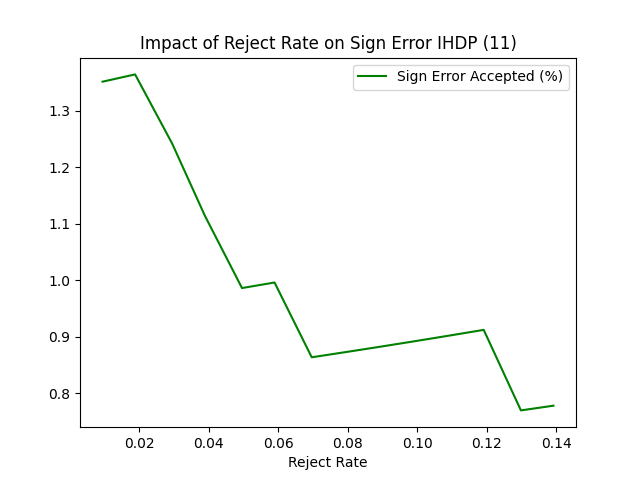 Impact of Reject Rate on Sign Error IHDP (11)
Sign Error Accepted (%)
1.3
1.2
1.1
1.0
0.9
0.8
0.02 0.04 0.06 0.08 0.10 0.12 0.14
Reject Rate